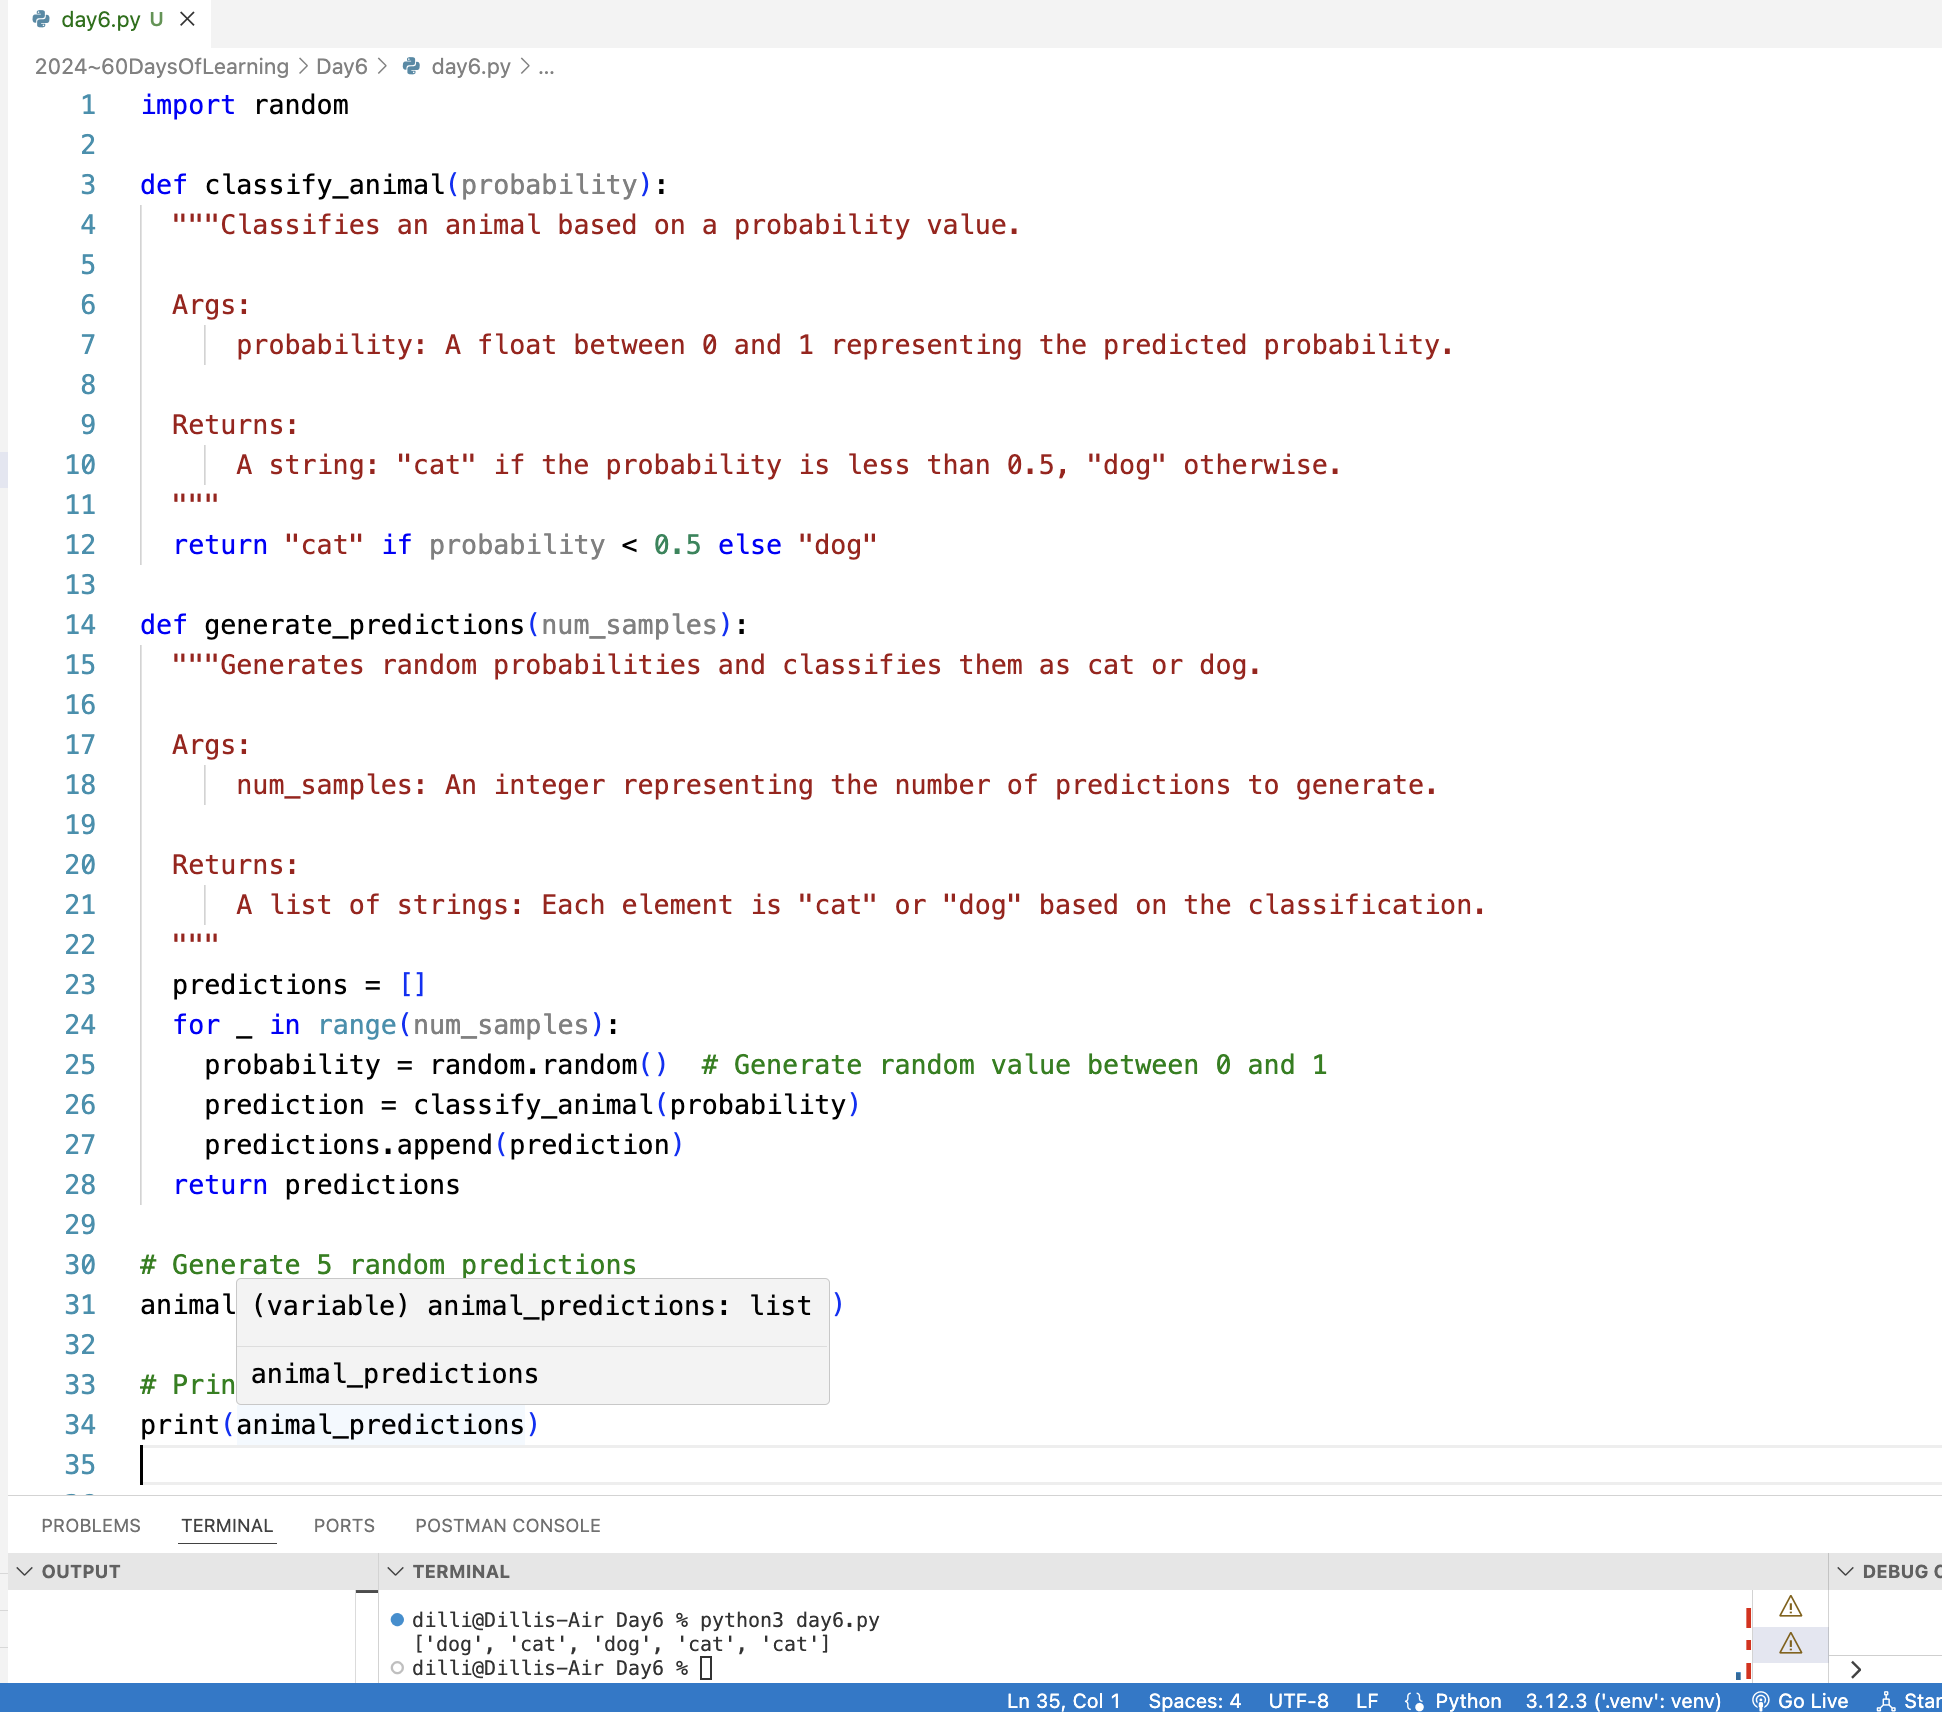 day6.py U
2024~60DaysOfLearning > Day6 > day6.py > ...
1 import random
2
3 def classify_animal(probability):
4 """Classifies an animal based on a probability value.
5
6 Args:
7 probability: A float between 0 and 1 representing the predicted probability.
8
9 Returns:
10 A string: "cat" if the probability is less than 0.5, "dog" otherwise.
11 """
12 return "cat" if probability < 0.5 else "dog"
13
14 def generate_predictions(num_samples):
15 """Generates random probabilities and classifies them as cat or dog.
16
17 Args:
18 num_samples: An integer representing the number of predictions to generate.
19
20 Returns:
21 A list of strings: Each element is "cat" or "dog" based on the classification.
22 """
23 predictions = []
24 for _ in range(num_samples):
25 probability = random.random()  # Generate random value between 0 and 1
26 prediction = classify_animal(probability)
27 predictions.append(prediction)
28 return predictions
29
30 # Generate 5 random predictions
31 animal (variable) animal_predictions: list )
32
animal_predictions
33 # Prin
34 print(animal_predictions)
35
PROBLEMS TERMINAL PORTS POSTMAN CONSOLE
OUTPUT TERMINAL DEBUG C
dilli@Dillis-Air Day6 % python3 day6.py
['dog', 'cat', 'dog', 'cat', 'cat']
dilli@Dillis-Air Day6 %
Ln 35, Col 1 Spaces: 4 UTF-8 LF Python 3.12.3 ('.venv': venv) Go Live Star